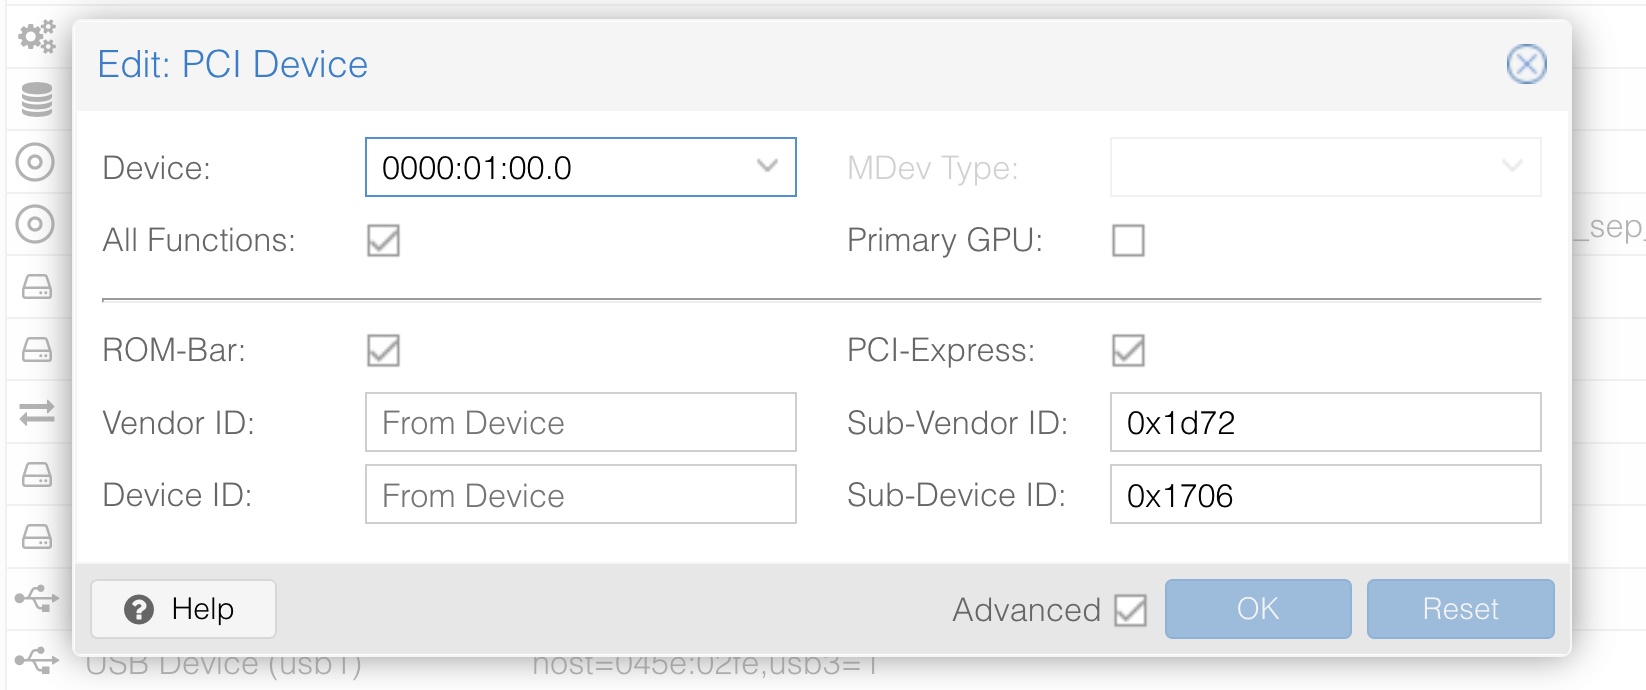 Edit: PCI Device
Device: 0000:01:00.0 MDev Type:
All Functions: Primary GPU:
_sep_
ROM-Bar: PCI-Express:
Vendor ID: From Device Sub-Vendor ID: 0x1d72
Device ID: From Device Sub-Device ID: 0x1706
Help Advanced OK Reset
USB Device (usb1) host=045e:02fe,usb3=1